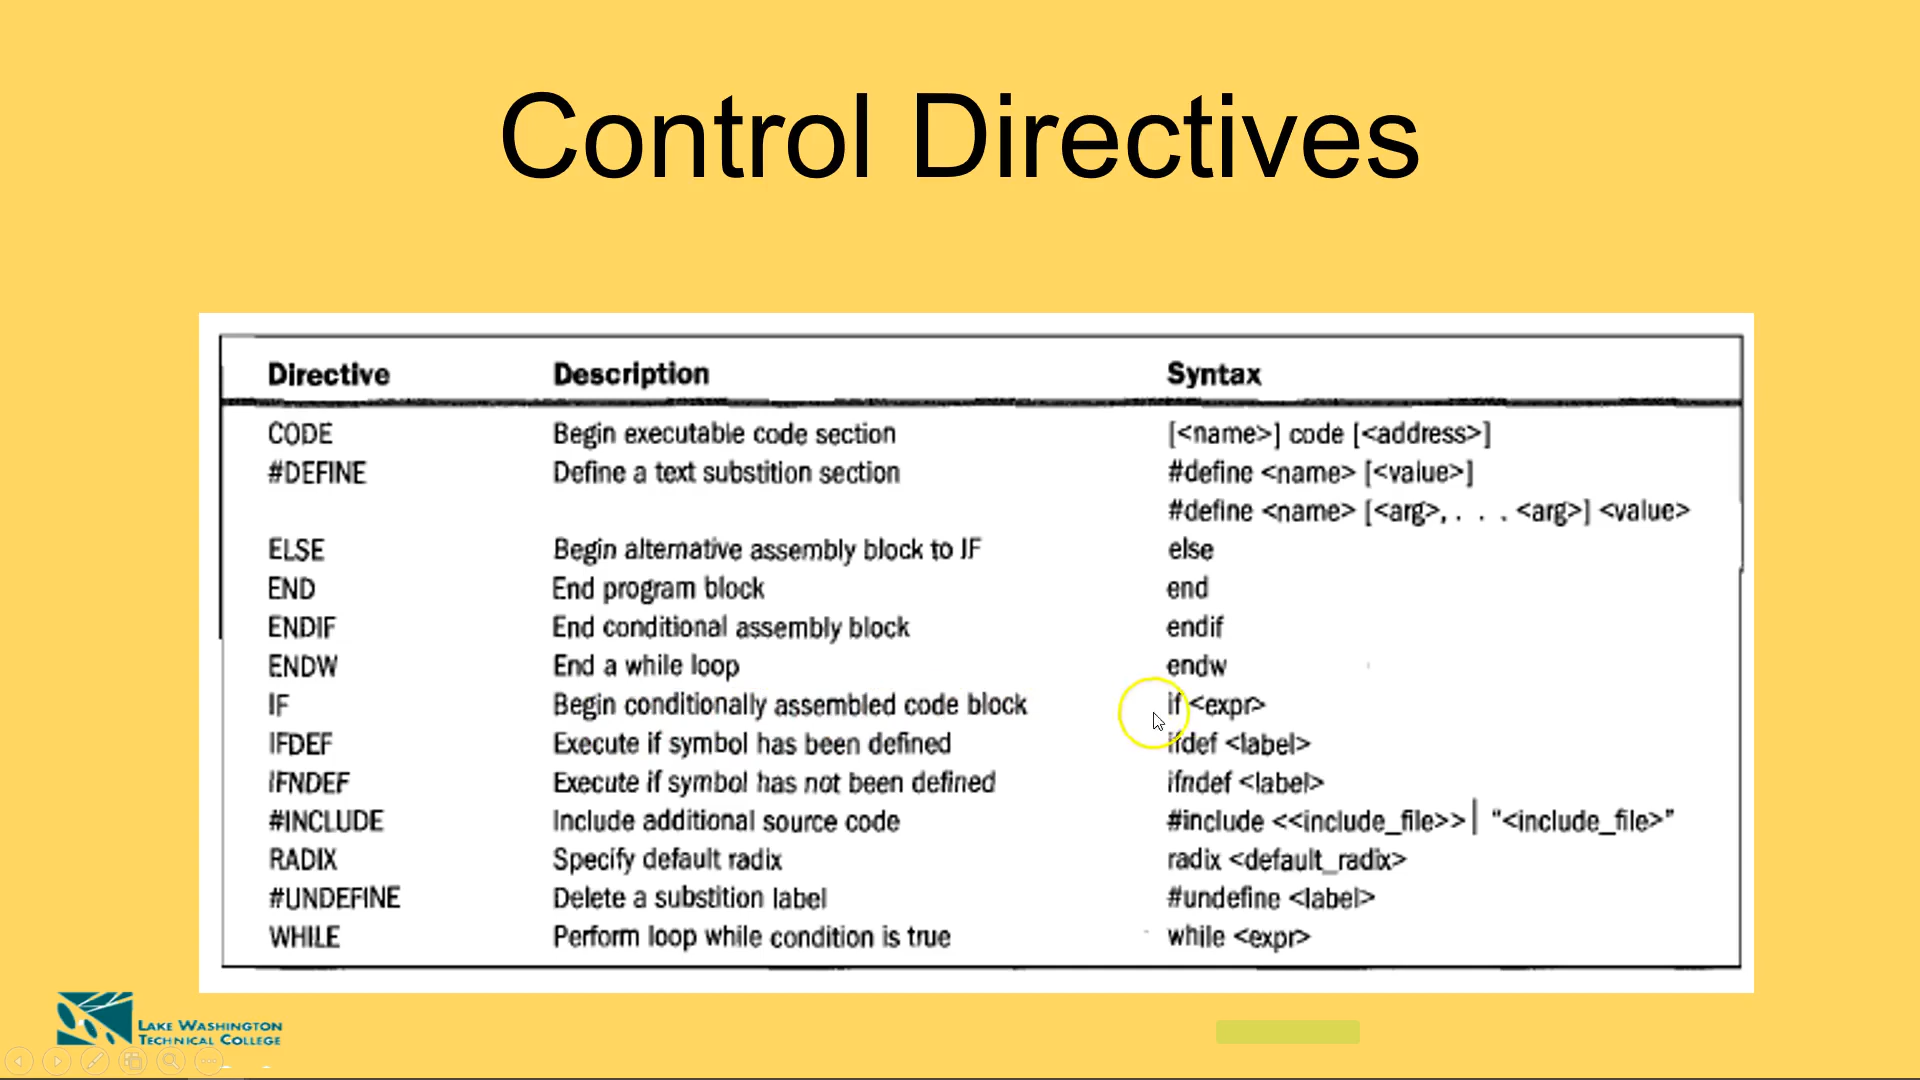 Control Directives
Directive Description Syntax
CODE Begin executable code section [<name>] code [<address>]
#DEFINE Define a text substition section #define <name> [<value>]
#define <name> [<arg>, . . . <arg>] <value>
ELSE Begin alternative assembly block to IF else
END End program block end
ENDIF End conditional assembly block endif
ENDW End a while loop endw
IF Begin conditionally assembled code block if <expr>
IFDEF Execute if symbol has been defined ifdef <label>
IFNDEF Execute if symbol has not been defined ifndef <label>
#INCLUDE Include additional source code #include <<include_file>>| "<include_file>"
RADIX Specify default radix radix <default_radix>
#UNDEFINE Delete a substition label #undefine <label>
WHILE Perform loop while condition is true while <expr>
LAKE WASHINGTON
TECHNICAL COLLEGE